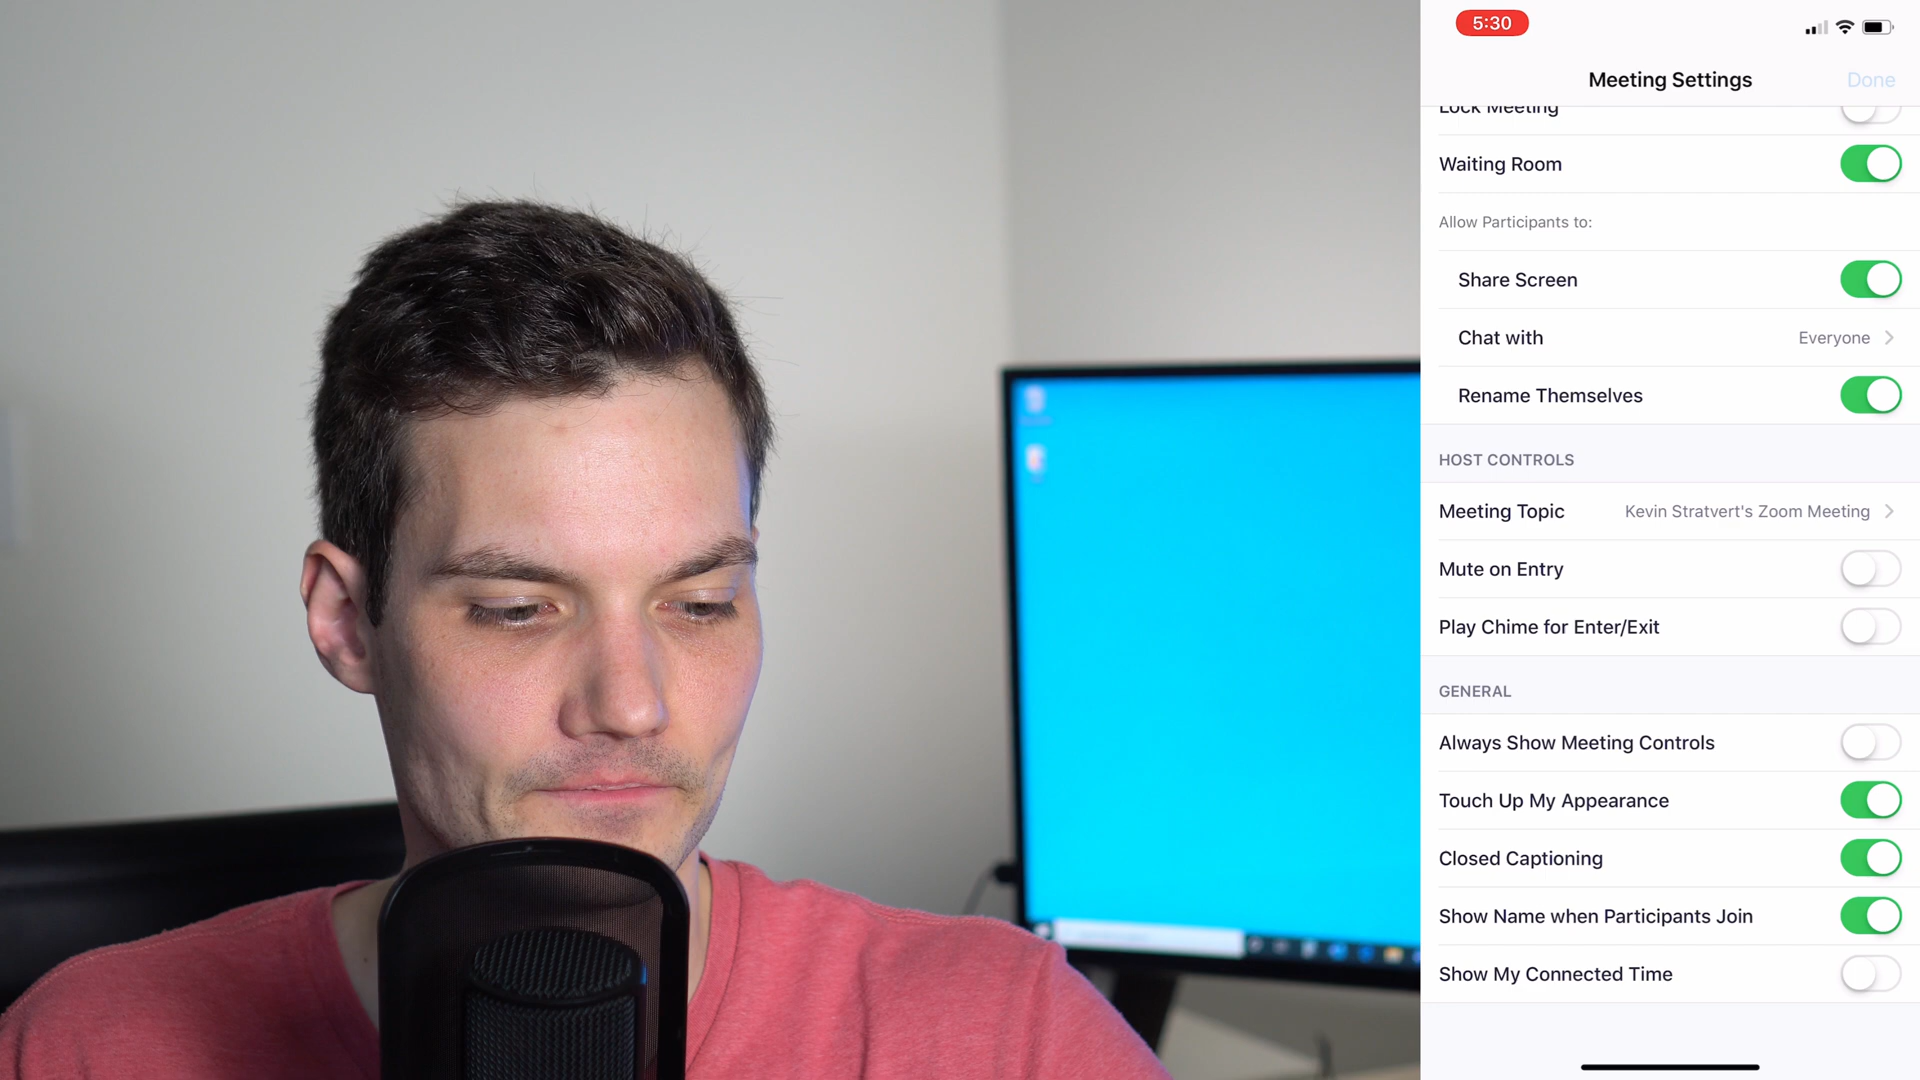 5:30
Meeting Settings
Done
Lock Meeting
Waiting Room
Allow Participants to:
Share Screen
Chat with
Everyone
Rename Themselves
HOST CONTROLS
Meeting Topic
Kevin Stratvert's Zoom Meeting
Mute on Entry
Play Chime for Enter/Exit
GENERAL
Always Show Meeting Controls
Touch Up My Appearance
Closed Captioning
Show Name when Participants Join
Show My Connected Time